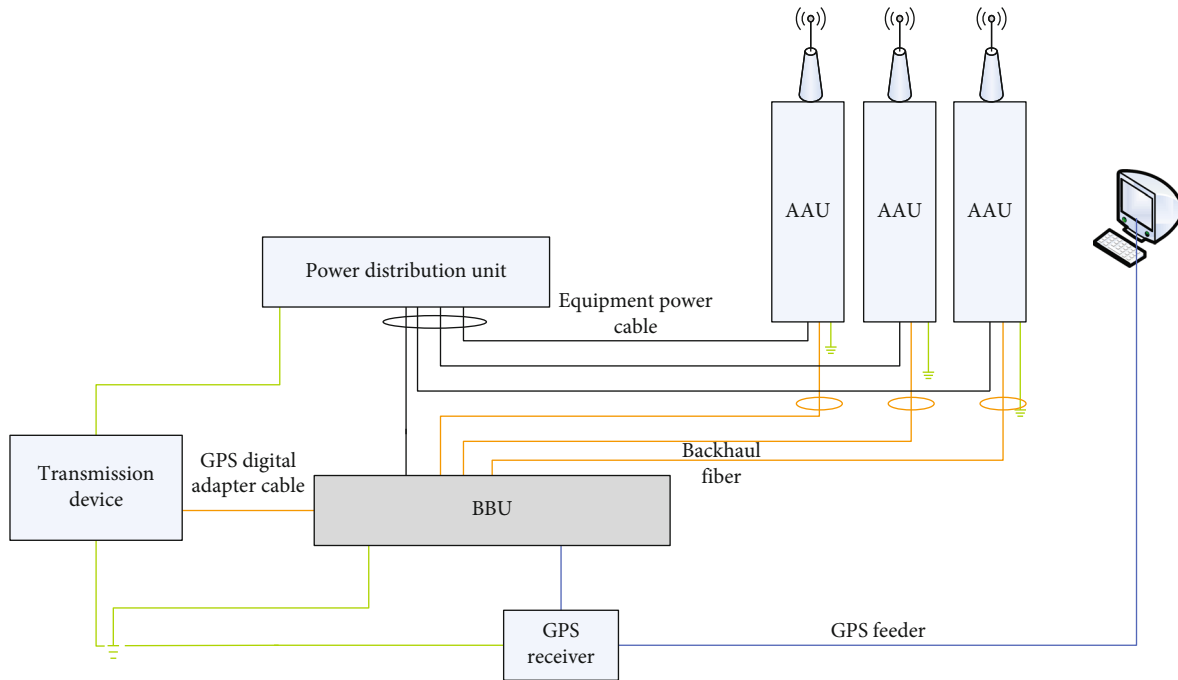 AAU
AAU
AAU
Power distribution unit
Equipment power
cable
Transmission
device
GPS digital
adapter cable
Backhaul
fiber
BBU
GPS
receiver
GPS feeder